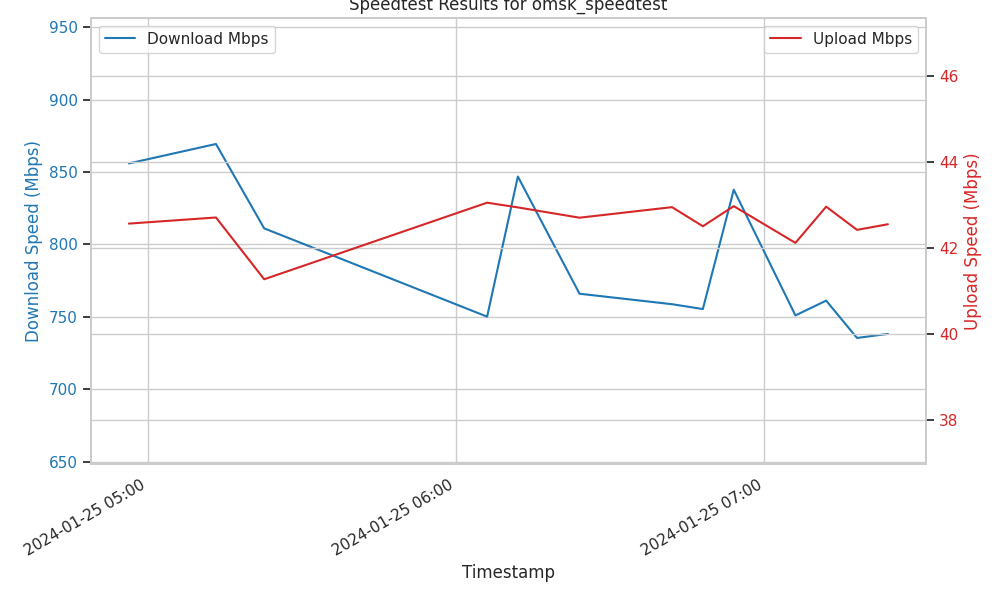 Speedtest Results for omsk_speedtest
Download Mbps
Upload Mbps
950
900
850
800
750
700
650
Download Speed (Mbps)
46
44
42
40
38
Upload Speed (Mbps)
2024-01-25 05:00
2024-01-25 06:00
2024-01-25 07:00
Timestamp